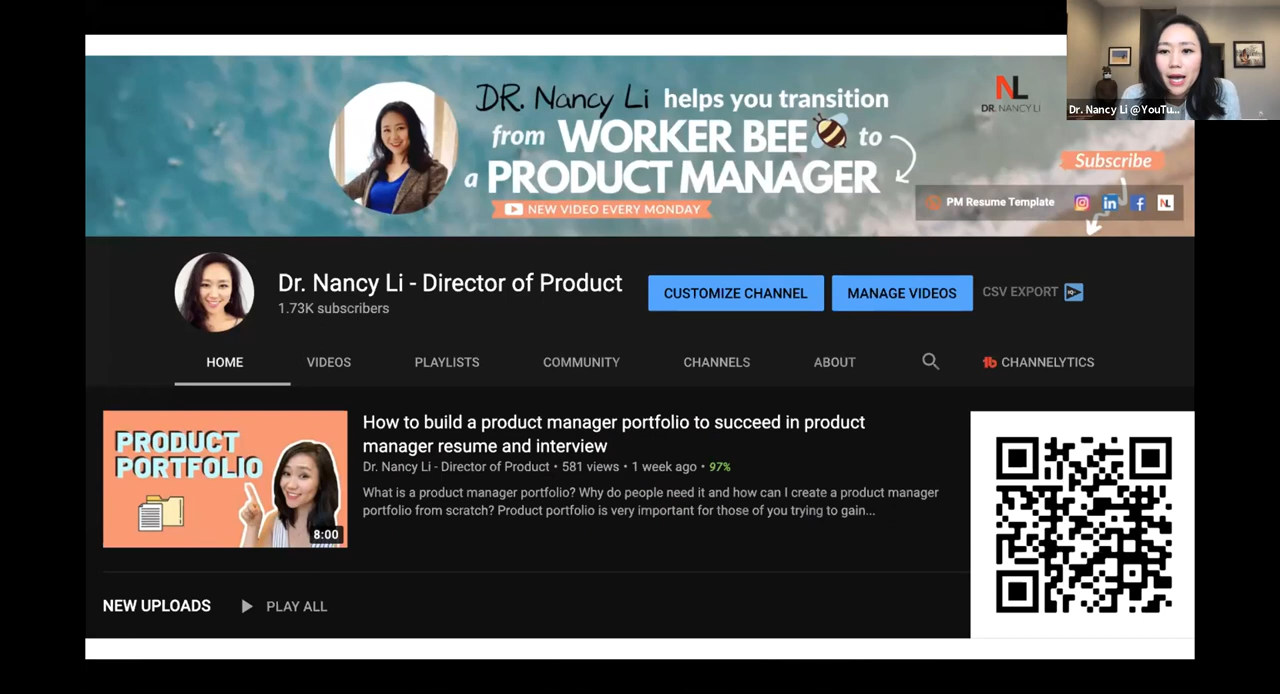 DR. Nancy Li helps you transition
from WORKER BEE to
a PRODUCT MANAGER
NEW VIDEO EVERY MONDAY
NL
DR. NANCY LI
Dr. Nancy Li @YouTu...
Subscribe
PM Resume Template
NL
Dr. Nancy Li - Director of Product
1.73K subscribers
CUSTOMIZE CHANNEL
MANAGE VIDEOS
CSV EXPORT
HOME
VIDEOS
PLAYLISTS
COMMUNITY
CHANNELS
ABOUT
CHANNELYTICS
PRODUCT
PORTFOLIO
8:00
How to build a product manager portfolio to succeed in product
manager resume and interview
Dr. Nancy Li - Director of Product • 581 views • 1 week ago • 97%
What is a product manager portfolio? Why do people need it and how can I create a product manager
portfolio from scratch? Product portfolio is very important for those of you trying to gain...
NEW UPLOADS
PLAY ALL